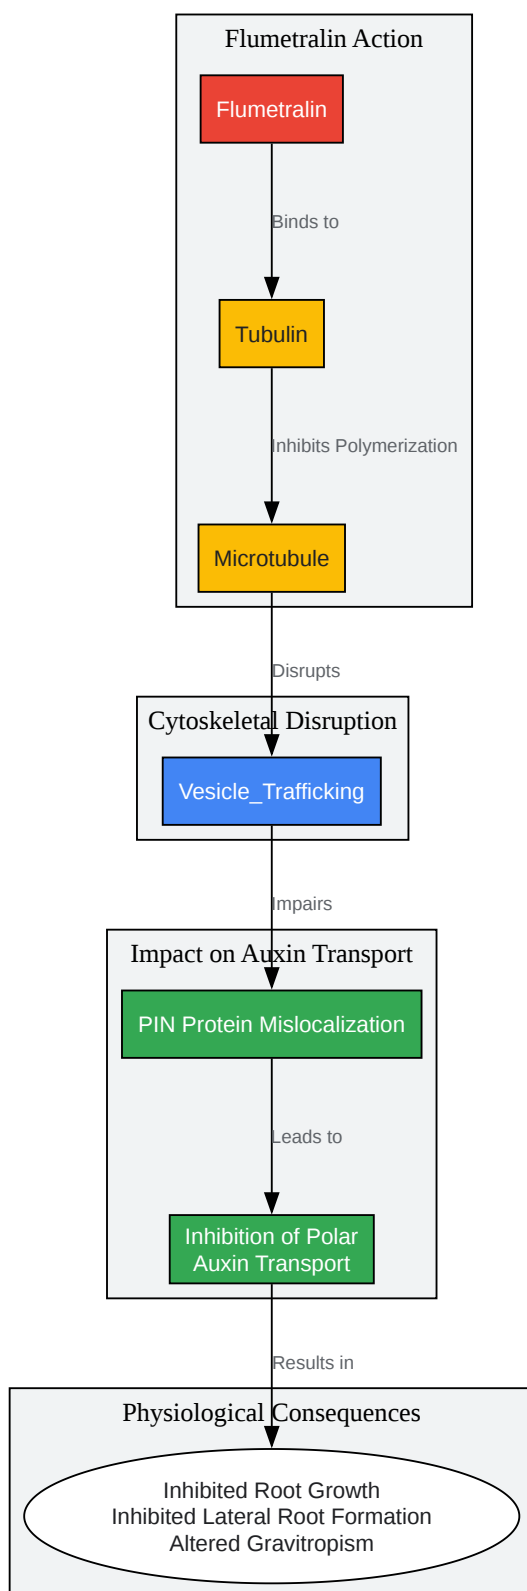 Flumetralin Action
Flumetralin
Binds to
Tubulin
Inhibits Polymerization
Microtubule
Disrupts
Cytoskeletal Disruption
Vesicle_Trafficking
Impairs
Impact on Auxin Transport
PIN Protein Mislocalization
Leads to
Inhibition of Polar
Auxin Transport
Results in
Physiological Consequences
Inhibited Root Growth
Inhibited Lateral Root Formation
Altered Gravitropism